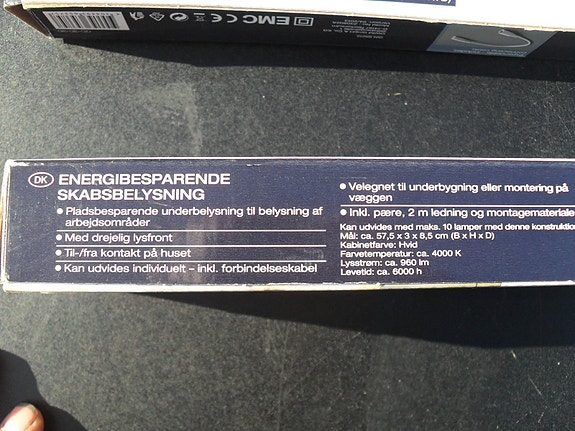 EMC
DK ENERGIBESPARENDE
SKABSBELYSNING
• Pladsbesparende underbelysning til belysning af
arbejdsområder
• Med drejelig lysfront
• Til-/fra kontakt på huset
• Kan udvides individuelt – inkl. forbindelseskabel
• Velegnet til underbygning eller montering på
væggen
• Inkl. pære, 2 m ledning og montagemateriale
Kan udvides med maks. 10 lamper med denne konstruktion
Mål: ca. 57,5 x 3 x 8,5 cm (B x H x D)
Kabinetfarve: Hvid
Farvetemperatur: ca. 4000 K
Lysstrøm: ca. 960 lm
Levetid: ca. 6000 h